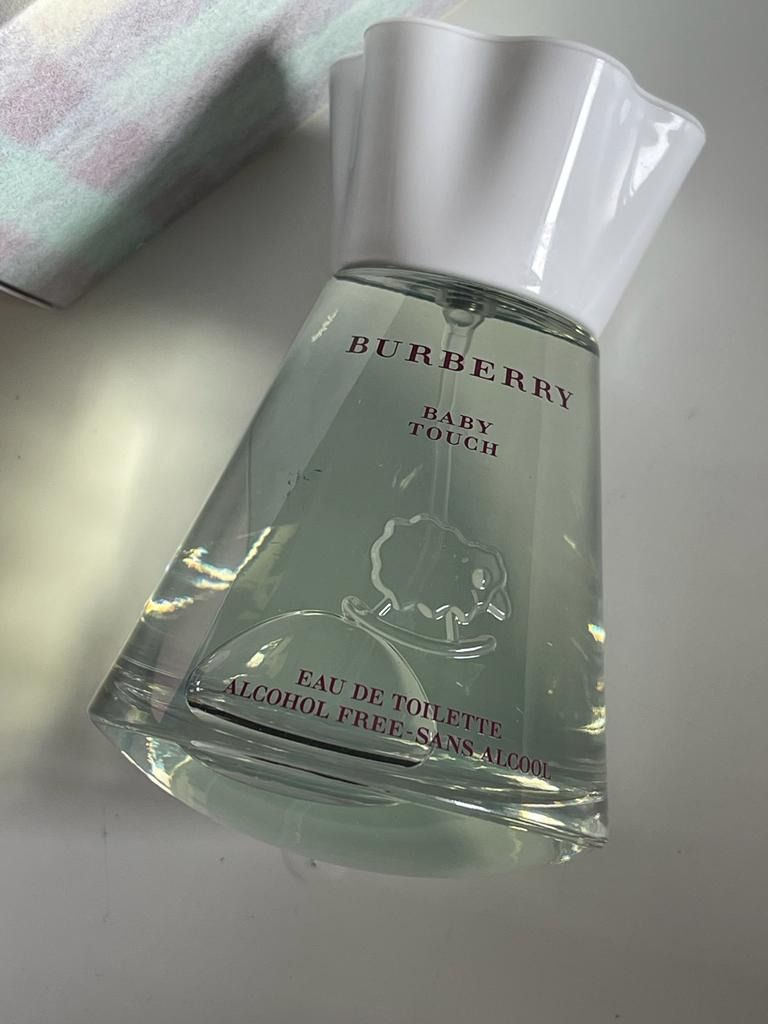 BURBERRY
BABY
TOUCH
EAU DE TOILETTE
ALCOHOL FREE-SANS ALCOOL